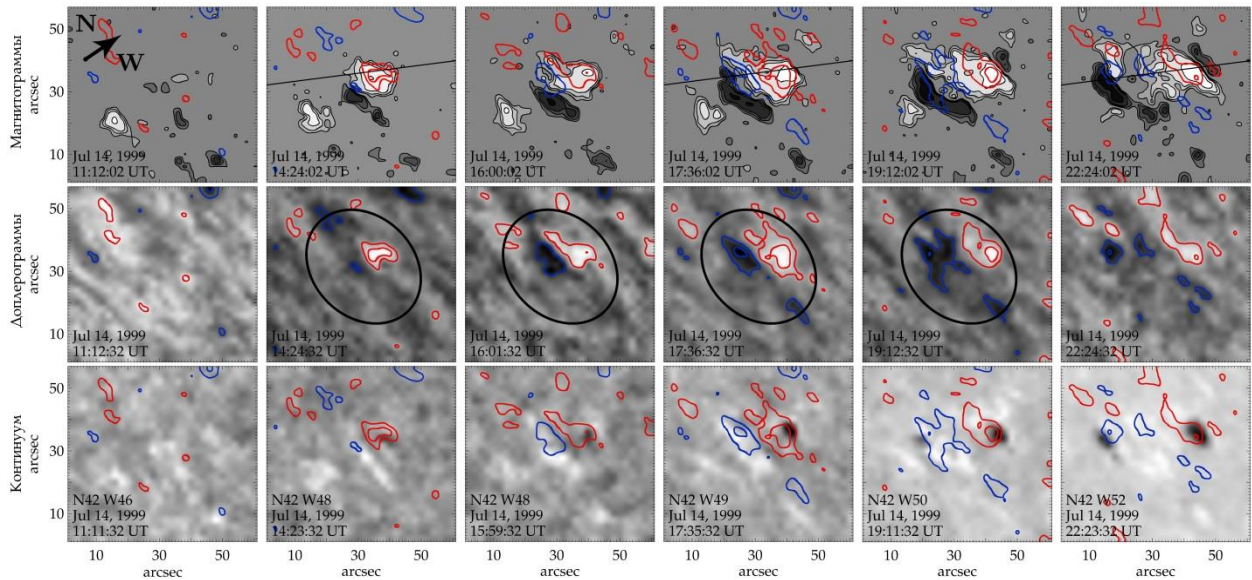 N
W
Магнитограммы
arcsec
50
30
10
Jul 14, 1999
11:12:02 UT
Jul 14, 1999
14:24:02 UT
Jul 14, 1999
16:00:02 UT
Jul 14, 1999
17:36:02 UT
Jul 14, 1999
19:12:02 UT
Jul 14, 1999
22:24:02 UT
Доплерограммы
arcsec
50
30
10
Jul 14, 1999
11:12:32 UT
Jul 14, 1999
14:24:32 UT
Jul 14, 1999
16:01:32 UT
Jul 14, 1999
17:36:32 UT
Jul 14, 1999
19:12:32 UT
Jul 14, 1999
22:24:32 UT
Континуум
arcsec
50
30
10
N42 W46
Jul 14, 1999
11:11:32 UT
N42 W48
Jul 14, 1999
14:23:32 UT
N42 W48
Jul 14, 1999
15:59:32 UT
N42 W49
Jul 14, 1999
17:35:32 UT
N42 W50
Jul 14, 1999
19:11:32 UT
N42 W52
Jul 14, 1999
22:23:32 UT
10 30 50 10 30 50 10 30 50 10 30 50 10 30 50 10 30 50
arcsec arcsec arcsec arcsec arcsec arcsec